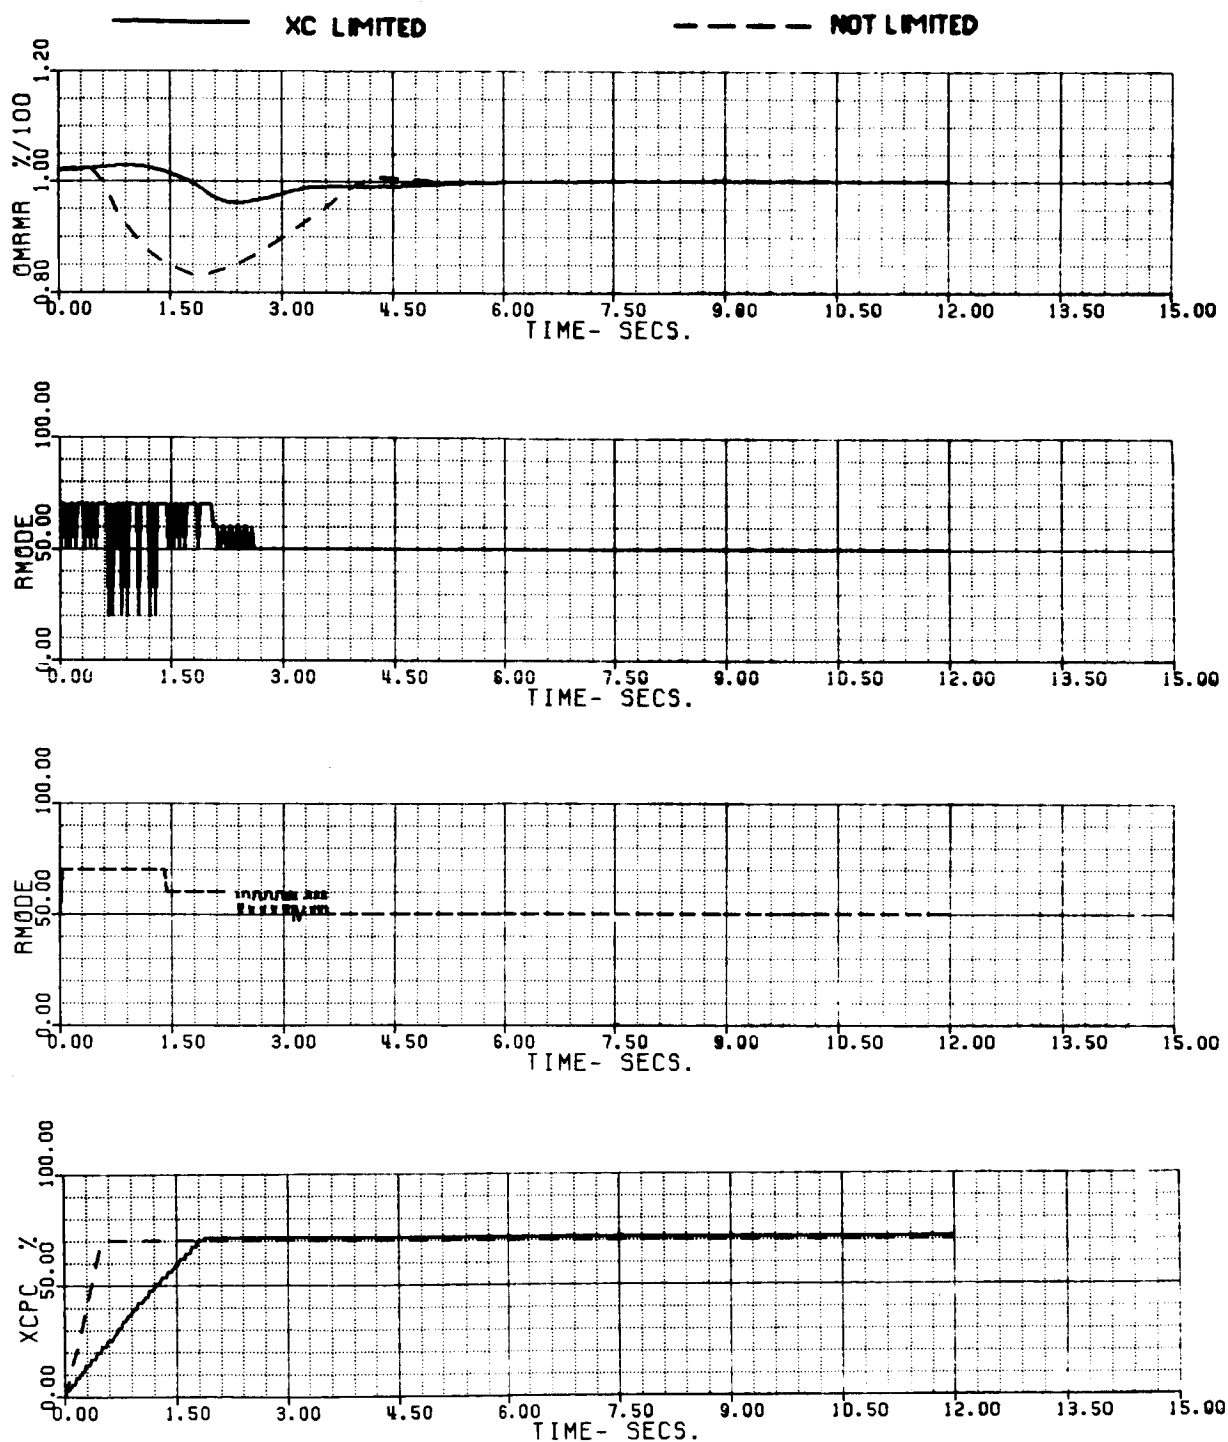 XC LIMITED
NOT LIMITED
OMRMR %/100
1.20
1.00
0.80
0.00 1.50 3.00 4.50 6.00 7.50 9.00 10.50 12.00 13.50 15.00
TIME- SECS.
RMODE
100.00
50.00
0.00
0.00 1.50 3.00 4.50 6.00 7.50 9.00 10.50 12.00 13.50 15.00
TIME- SECS.
RMODE
100.00
50.00
0.00
0.00 1.50 3.00 4.50 6.00 7.50 9.00 10.50 12.00 13.50 15.00
TIME- SECS.
XCPC %
100.00
50.00
0.00
0.00 1.50 3.00 4.50 6.00 7.50 9.00 10.50 12.00 13.50 15.00
TIME- SECS.